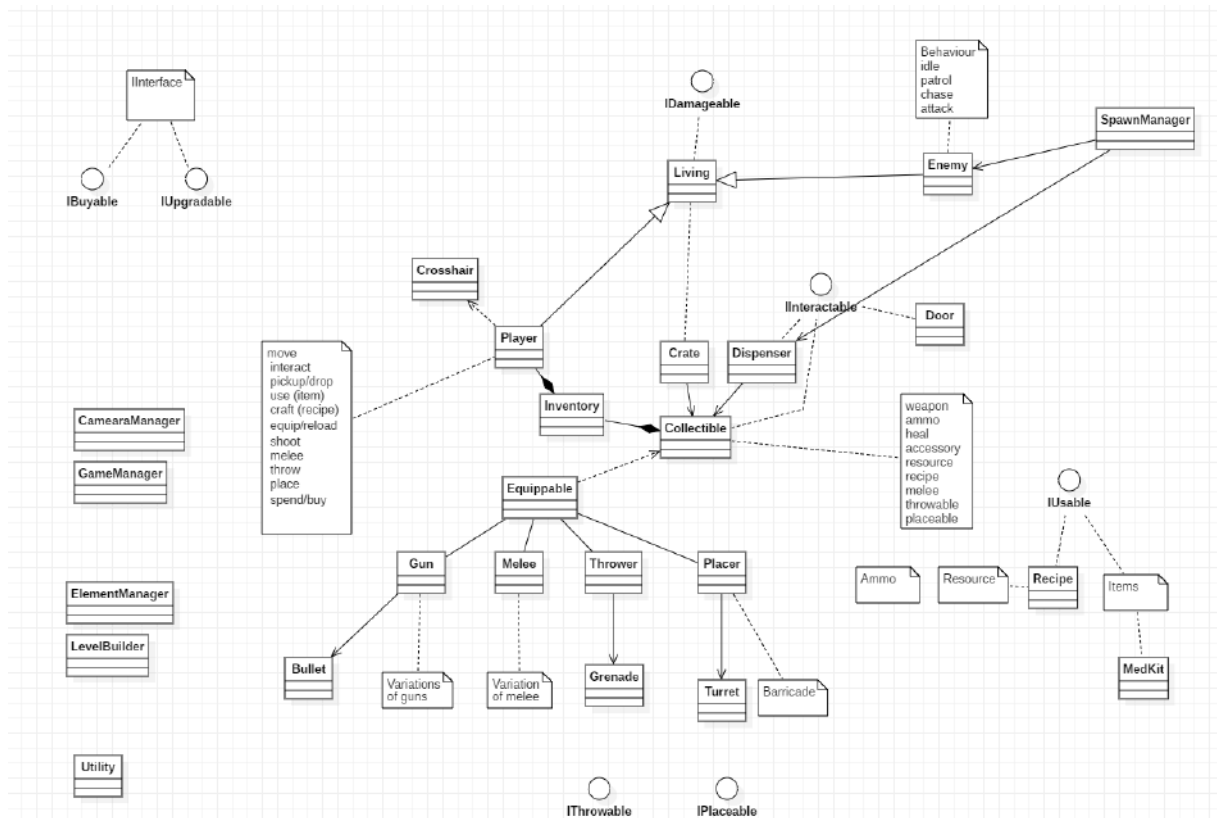 IInterface
IBuyable
IUpgradable
IDamageable
Behaviour
idle
patrol
chase
attack
SpawnManager
Living
Enemy
Crosshair
IInteractable
Door
Player
Crate
Dispenser
move
interact
pickup/drop
use (item)
craft (recipe)
equip/reload
shoot
melee
throw
place
spend/buy
Inventory
Collectible
weapon
ammo
heal
accessory
resource
recipe
melee
throwable
placeable
CamearaManager
GameManager
Equippable
IUsable
Gun
Melee
Thrower
Placer
Ammo
Resource
Recipe
Items
ElementManager
LevelBuilder
Bullet
Variations
of guns
Variation
of melee
Grenade
Turret
Barricade
MedKit
Utility
IThrowable
IPlaceable